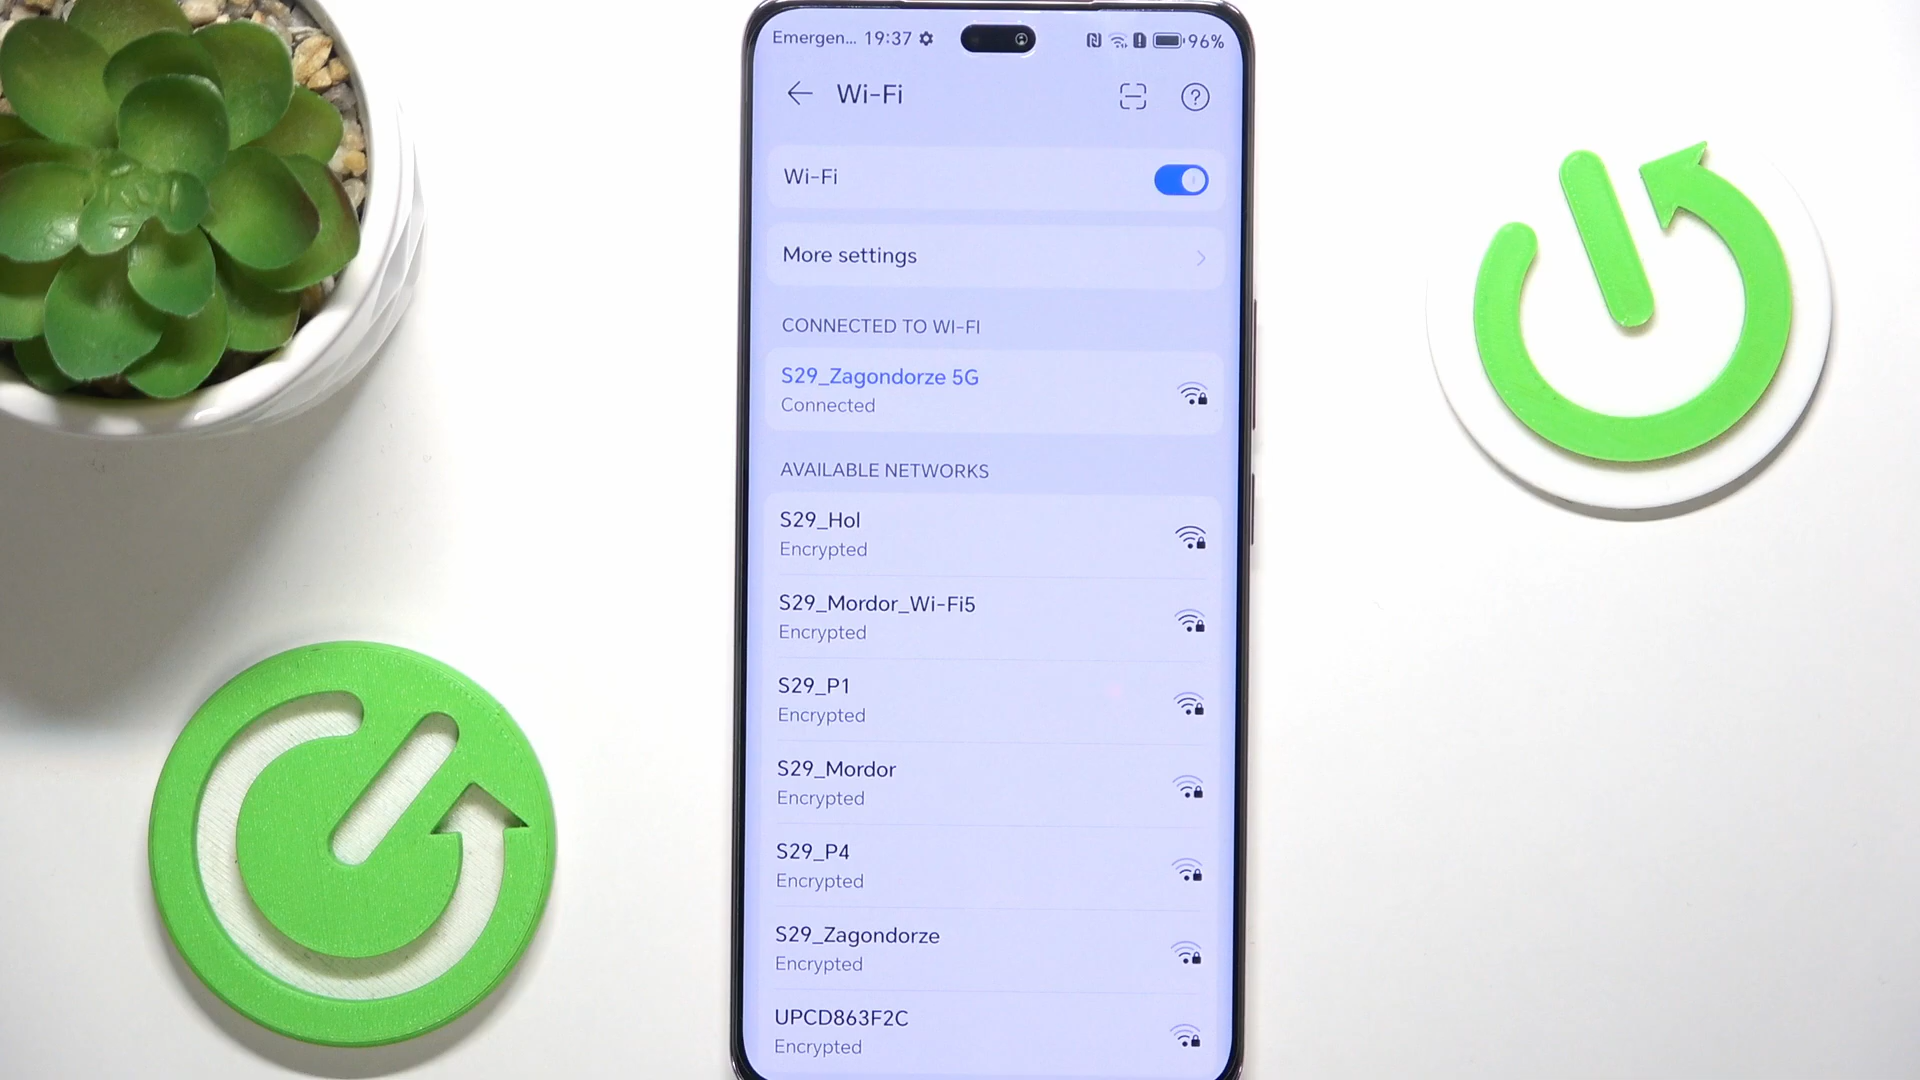 Emergen... 19:37 96%
Wi-Fi
Wi-Fi
More settings
CONNECTED TO WI-FI
S29_Zagondorze 5G
Connected
AVAILABLE NETWORKS
S29_Hol
Encrypted
S29_Mordor_Wi-Fi5
Encrypted
S29_P1
Encrypted
S29_Mordor
Encrypted
S29_P4
Encrypted
S29_Zagondorze
Encrypted
UPCD863F2C
Encrypted